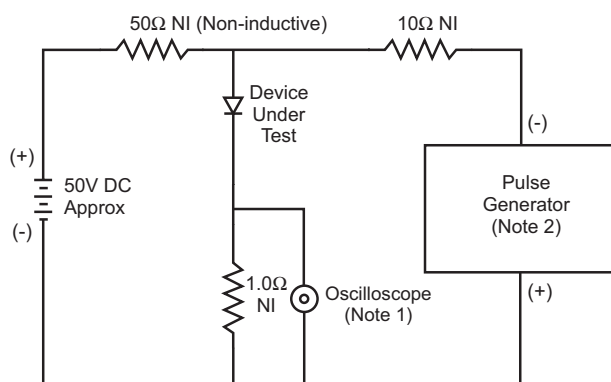 50Ω NI (Non-inductive)
10Ω NI
Device
Under
Test
(+)
50V DC
Approx
(-)
(-)
Pulse
Generator
(Note 2)
(+)
1.0Ω
NI
Oscilloscope
(Note 1)